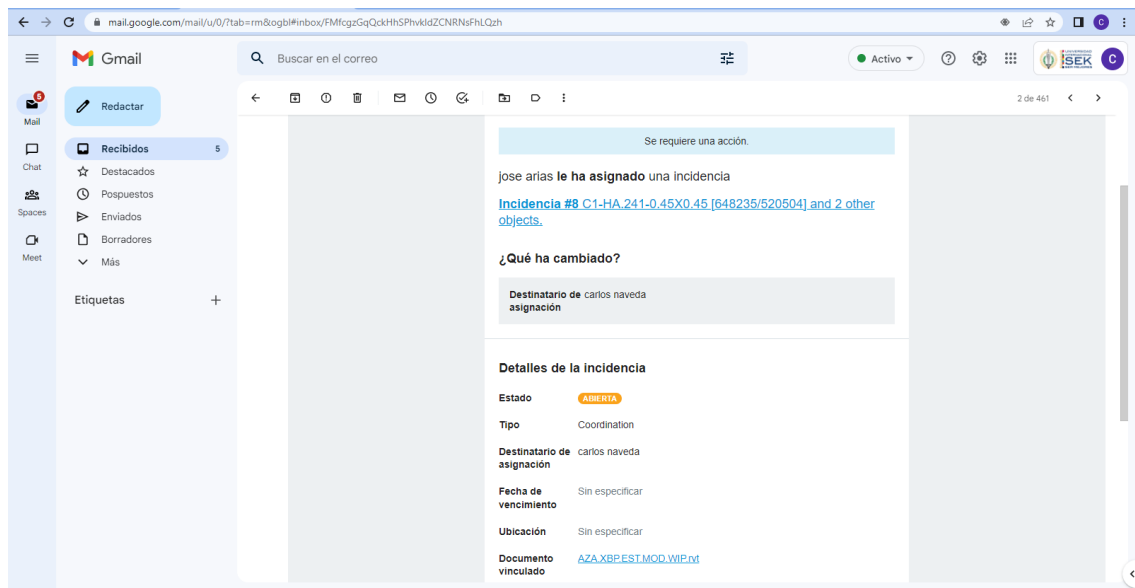 mail.google.com/mail/u/0/?tab=rm&ogbl#inbox/FMfcgzGqQckHhSPhvkIdZCNRNsFhLQzh
Gmail
Buscar en el correo
Activo
ISEK
C
5
Mail
Chat
Spaces
Meet
Redactar
Recibidos 5
Destacados
Pospuestos
Enviados
Borradores
Más
Etiquetas
2 de 461
Se requiere una acción.
jose arias le ha asignado una incidencia
Incidencia #8 C1-HA.241-0.45X0.45 [648235/520504] and 2 other
objects.
¿Qué ha cambiado?
Destinatario de carlos naveda
asignación
Detalles de la incidencia
Estado ABIERTA
Tipo Coordination
Destinatario de carlos naveda
asignación
Fecha de Sin especificar
vencimiento
Ubicación Sin especificar
Documento AZA.XBP.EST.MOD.WIP.rvt
vinculado